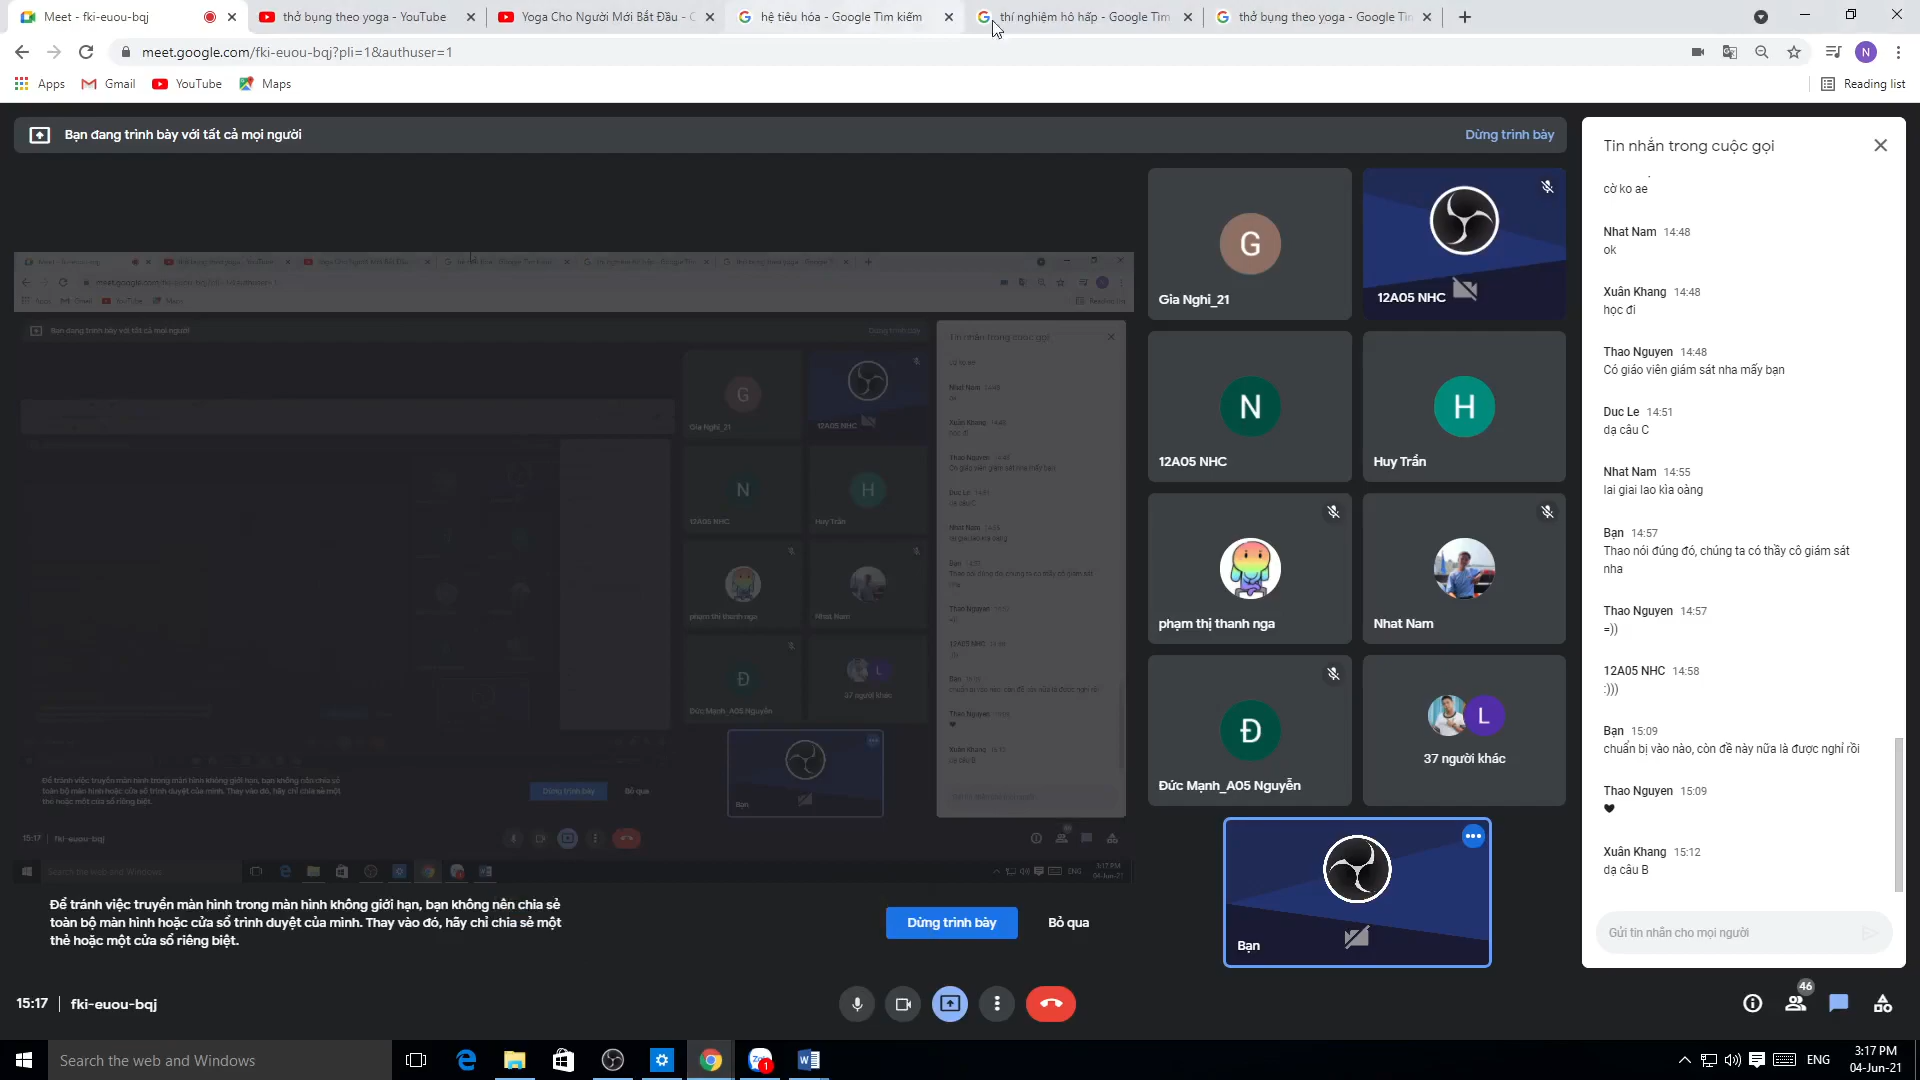 Meet - fki-euou-bqj
thở bụng theo yoga - YouTube
Yoga Cho Người Mới Bắt Đầu - C
hệ tiêu hóa - Google Tìm kiếm
thí nghiệm hô hấp - Google Tìm
thở bụng theo yoga - Google Tìm
meet.google.com/fki-euou-bqj?pli=1&authuser=1
N
Apps
Gmail
YouTube
Maps
Reading list
Bạn đang trình bày với tất cả mọi người
Dừng trình bày
G
Gia Nghi_21
12A05 NHC
N
12A05 NHC
H
Huy Trần
phạm thị thanh nga
Nhat Nam
Đ
Đức Mạnh_A05 Nguyễn
L
37 người khác
Bạn
Tin nhắn trong cuộc gọi
cờ ko ae
Nhat Nam 14:48
ok
Xuân Khang 14:48
học đi
Thao Nguyen 14:48
Có giáo viên giám sát nha mấy bạn
Duc Le 14:51
dạ câu C
Nhat Nam 14:55
lai giai lao kìa oàng
Bạn 14:57
Thao nói đúng đó, chúng ta có thầy cô giám sát
nha
Thao Nguyen 14:57
=))
12A05 NHC 14:58
:)))
Bạn 15:09
chuẩn bị vào nào, còn đề này nữa là được nghỉ rồi
Thao Nguyen 15:09
♥
Xuân Khang 15:12
dạ câu B
Gửi tin nhắn cho mọi người
Để tránh việc truyền màn hình trong màn hình không giới hạn, bạn không nên chia sẻ
toàn bộ màn hình hoặc cửa sổ trình duyệt của mình. Thay vào đó, hãy chỉ chia sẻ một
thẻ hoặc một cửa sổ riêng biệt.
Dừng trình bày
Bỏ qua
15:17 | fki-euou-bqj
46
Search the web and Windows
1
ENG
3:17 PM
04-Jun-21